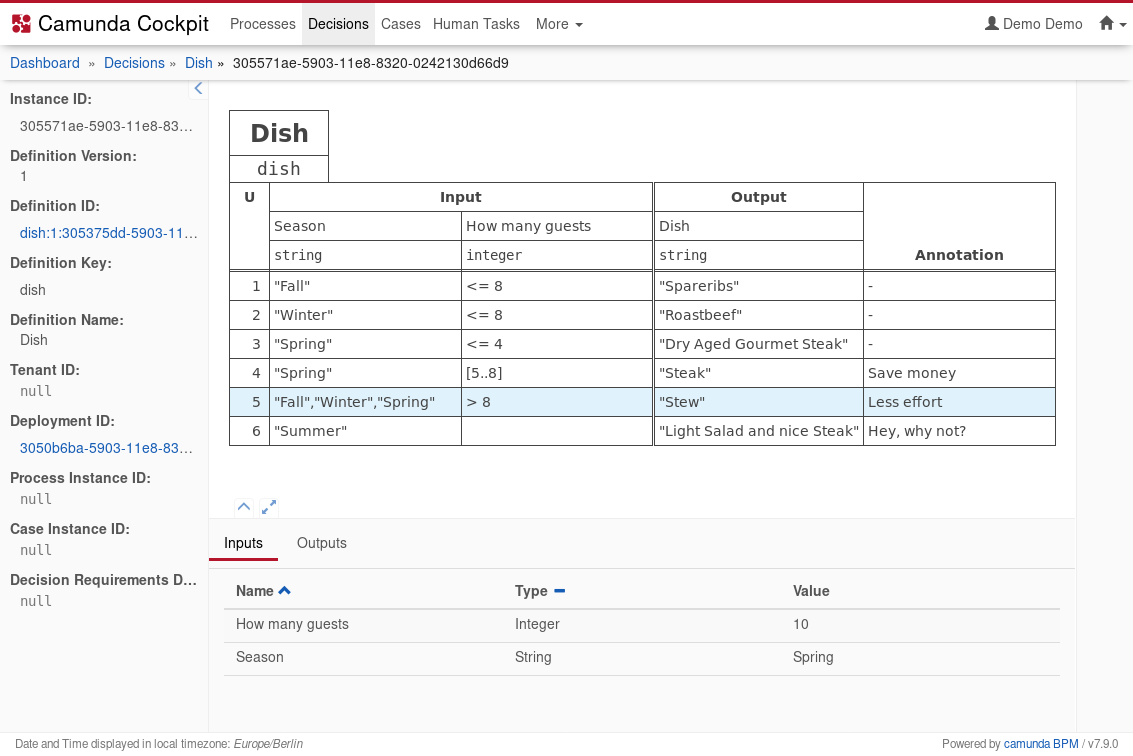 Camunda Cockpit Processes Decisions Cases Human Tasks More Demo Demo
Dashboard » Decisions » Dish » 305571ae-5903-11e8-8320-0242130d66d9
Instance ID:
305571ae-5903-11e8-83...
Definition Version:
1
Definition ID:
dish:1:305375dd-5903-11...
Definition Key:
dish
Definition Name:
Dish
Tenant ID:
null
Deployment ID:
3050b6ba-5903-11e8-83...
Process Instance ID:
null
Case Instance ID:
null
Decision Requirements D...
null
Dish
dish
U Input Output
Season How many guests Dish
string integer string Annotation
1 "Fall" <= 8 "Spareribs" -
2 "Winter" <= 8 "Roastbeef" -
3 "Spring" <= 4 "Dry Aged Gourmet Steak" -
4 "Spring" [5..8] "Steak" Save money
5 "Fall","Winter","Spring" > 8 "Stew" Less effort
6 "Summer" "Light Salad and nice Steak" Hey, why not?
Inputs Outputs
Name Type Value
How many guests Integer 10
Season String Spring
Date and Time displayed in local timezone: Europe/Berlin Powered by camunda BPM / v7.9.0